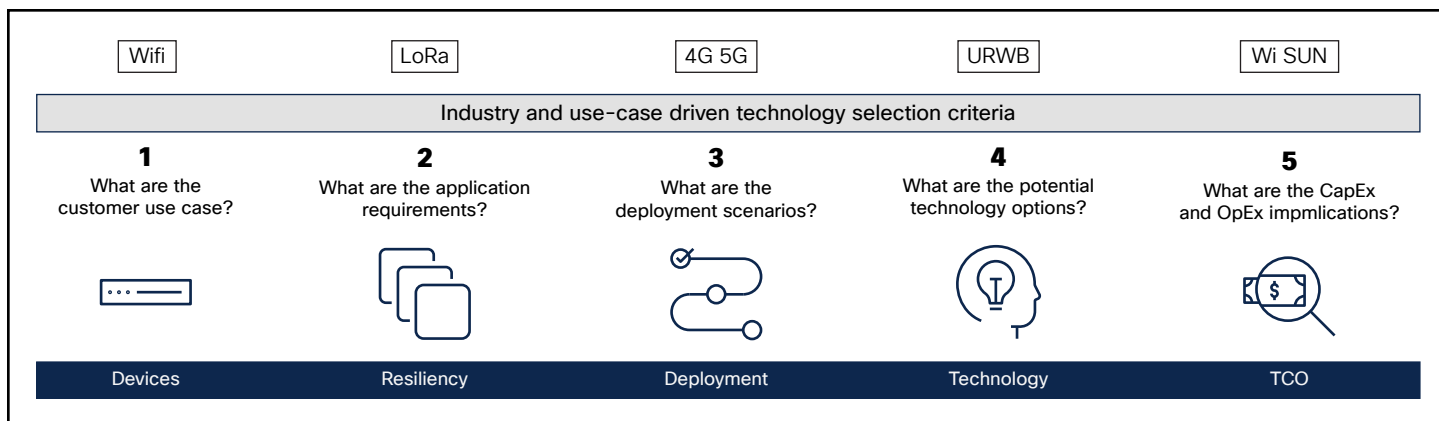 Wifi
LoRa
4G 5G
URWB
Wi SUN
Industry and use-case driven technology selection criteria
1
What are the
customer use case?
2
What are the application
requirements?
3
What are the
deployment scenarios?
4
What are the potential
technology options?
5
What are the CapEx
and OpEx impmlications?
$
Devices
Resiliency
Deployment
Technology
TCO